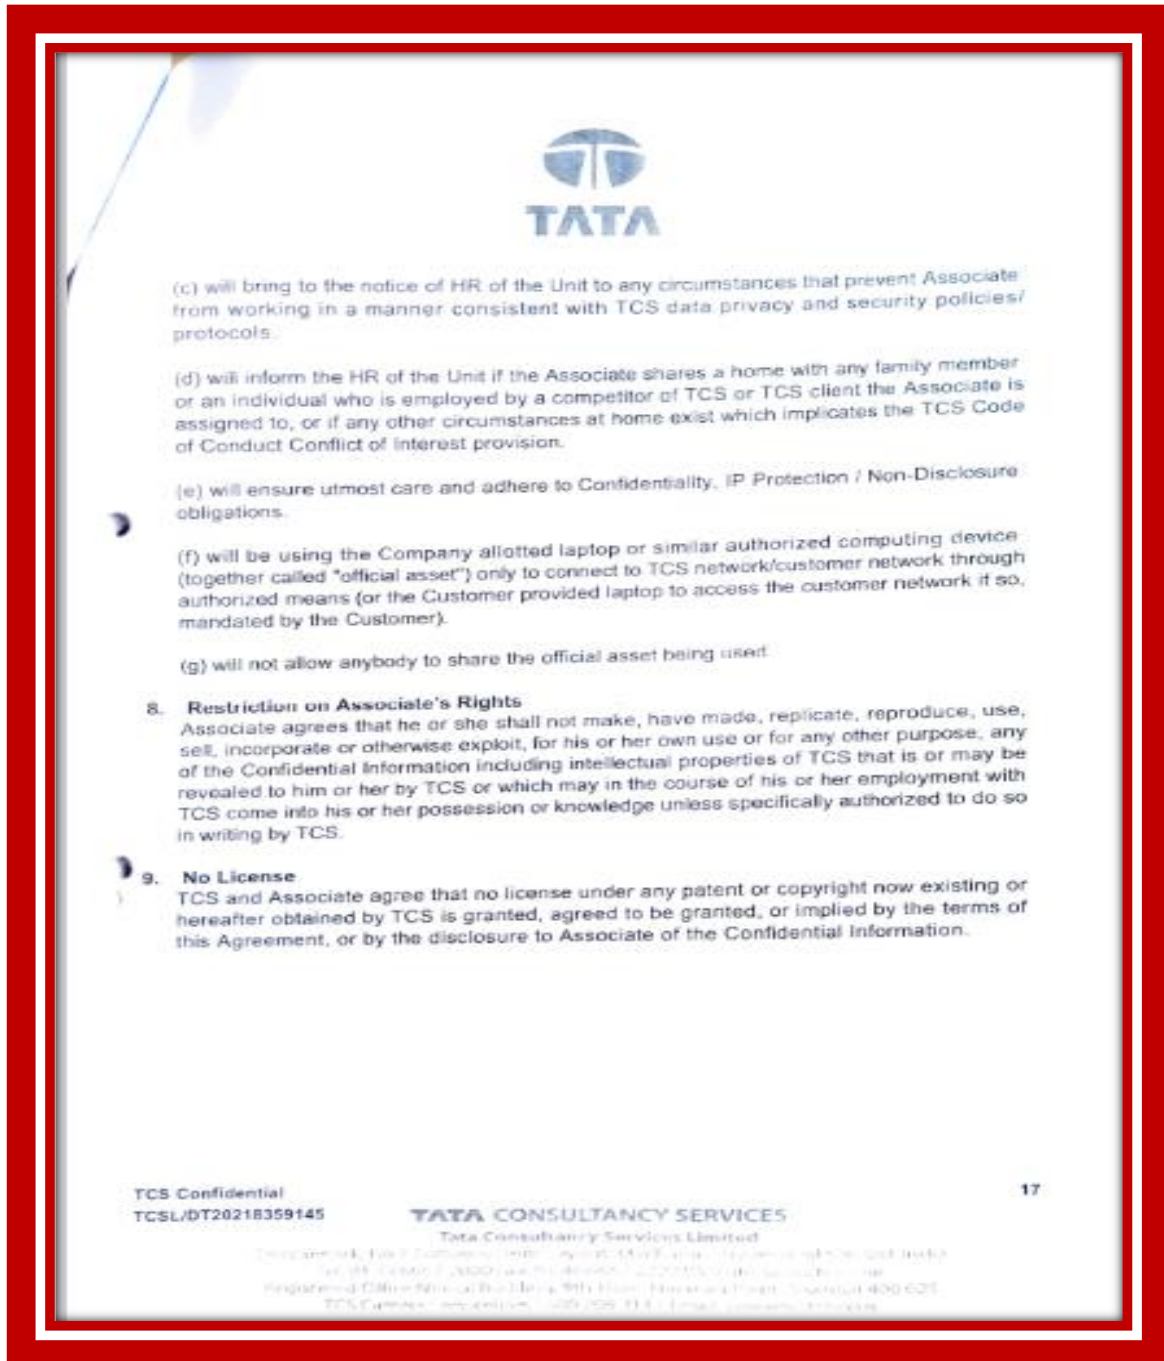 TATA
(c) will bring to the notice of HR of the Unit to any circumstances that prevent Associate
from working in a manner consistent with TCS data privacy and security policies/
protocols.
(d) will inform the HR of the Unit if the Associate shares a home with any family member
or an individual who is employed by a competitor of TCS or TCS client the Associate is
assigned to, or if any other circumstances at home exist which implicates the TCS Code
of Conduct Conflict of Interest provision.
(e) will ensure utmost care and adhere to Confidentiality, IP Protection / Non-Disclosure
obligations.
(f) will be using the Company allotted laptop or similar authorized computing device
(together called "official asset") only to connect to TCS network/customer network through
authorized means (or the Customer provided laptop to access the customer network if so,
mandated by the Customer).
(g) will not allow anybody to share the official asset being used
8. Restriction on Associate's Rights
Associate agrees that he or she shall not make, have made, replicate, reproduce, use,
sell, incorporate or otherwise exploit, for his or her own use or for any other purpose, any
of the Confidential Information including intellectual properties of TCS that is or may be
revealed to him or her by TCS or which may in the course of his or her employment with
TCS come into his or her possession or knowledge unless specifically authorized to do so
in writing by TCS.
9. No License
TCS and Associate agree that no license under any patent or copyright now existing or
hereafter obtained by TCS is granted, agreed to be granted, or implied by the terms of
this Agreement, or by the disclosure to Associate of the Confidential Information.
TCS Confidential
17
TCSL/DT20218359145
TATA CONSULTANCY SERVICES
Tata Consultancy Services Limited
Registered Office 9th Floor 400 021